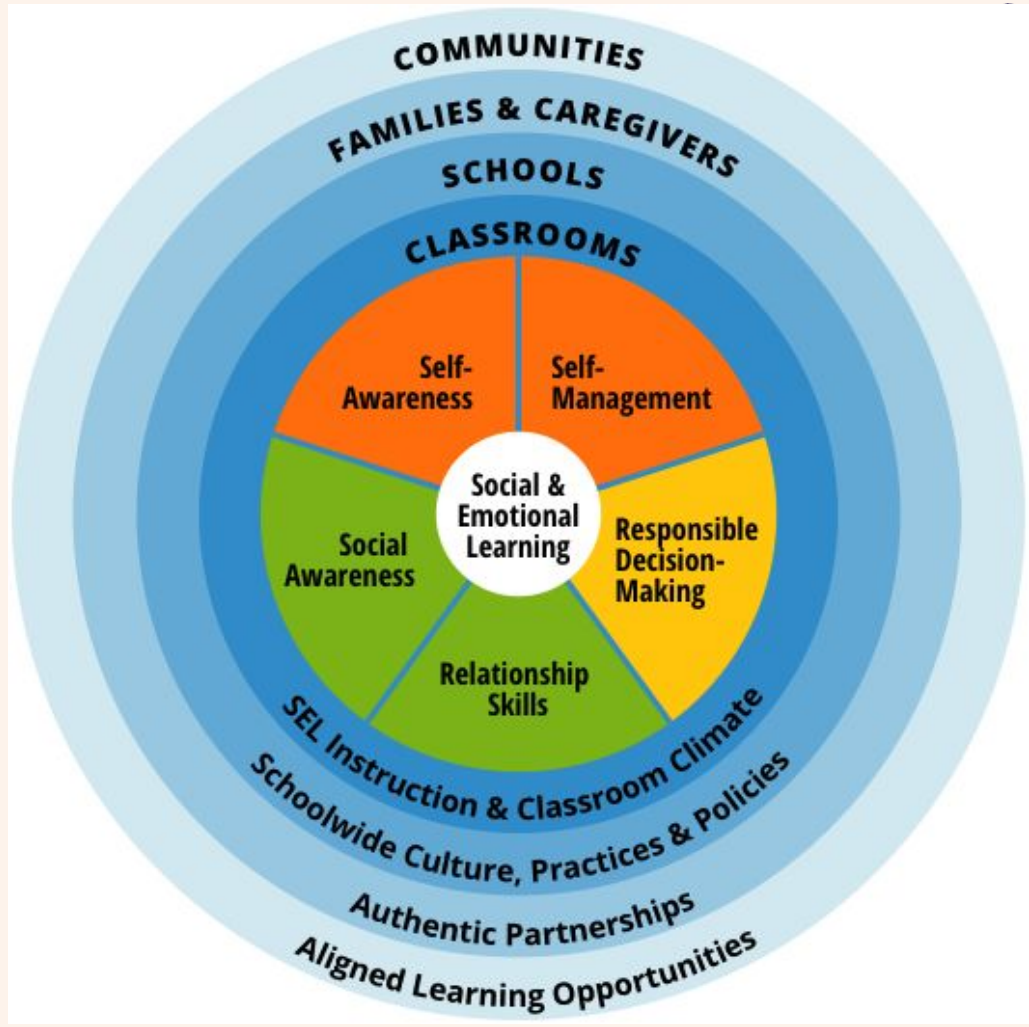 COMMUNITIES
FAMILIES & CAREGIVERS
SCHOOLS
CLASSROOMS
Self-
Awareness
Self-
Management
Social &
Emotional
Learning
Social
Awareness
Responsible
Decision-
Making
Relationship
Skills
SEL Instruction & Classroom Climate
Schoolwide Culture, Practices & Policies
Authentic Partnerships
Aligned Learning Opportunities